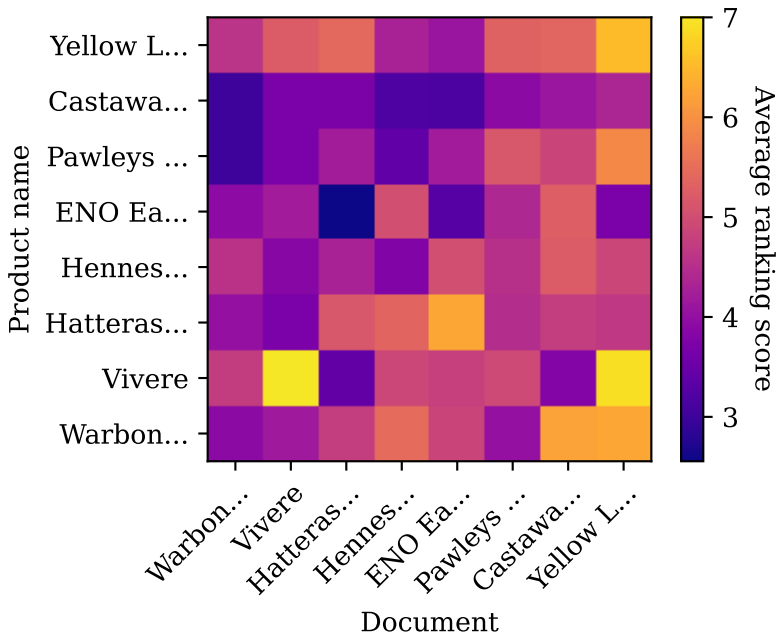 Product name
Yellow L...
Castawa...
Pawleys ...
ENO Ea...
Hennes...
Hatteras...
Vivere
Warbon...
Warbon...
Vivere
Hatteras...
Hennes...
ENO Ea...
Pawleys ...
Castawa...
Yellow L...
Document
7
6
5
4
3
Average ranking score